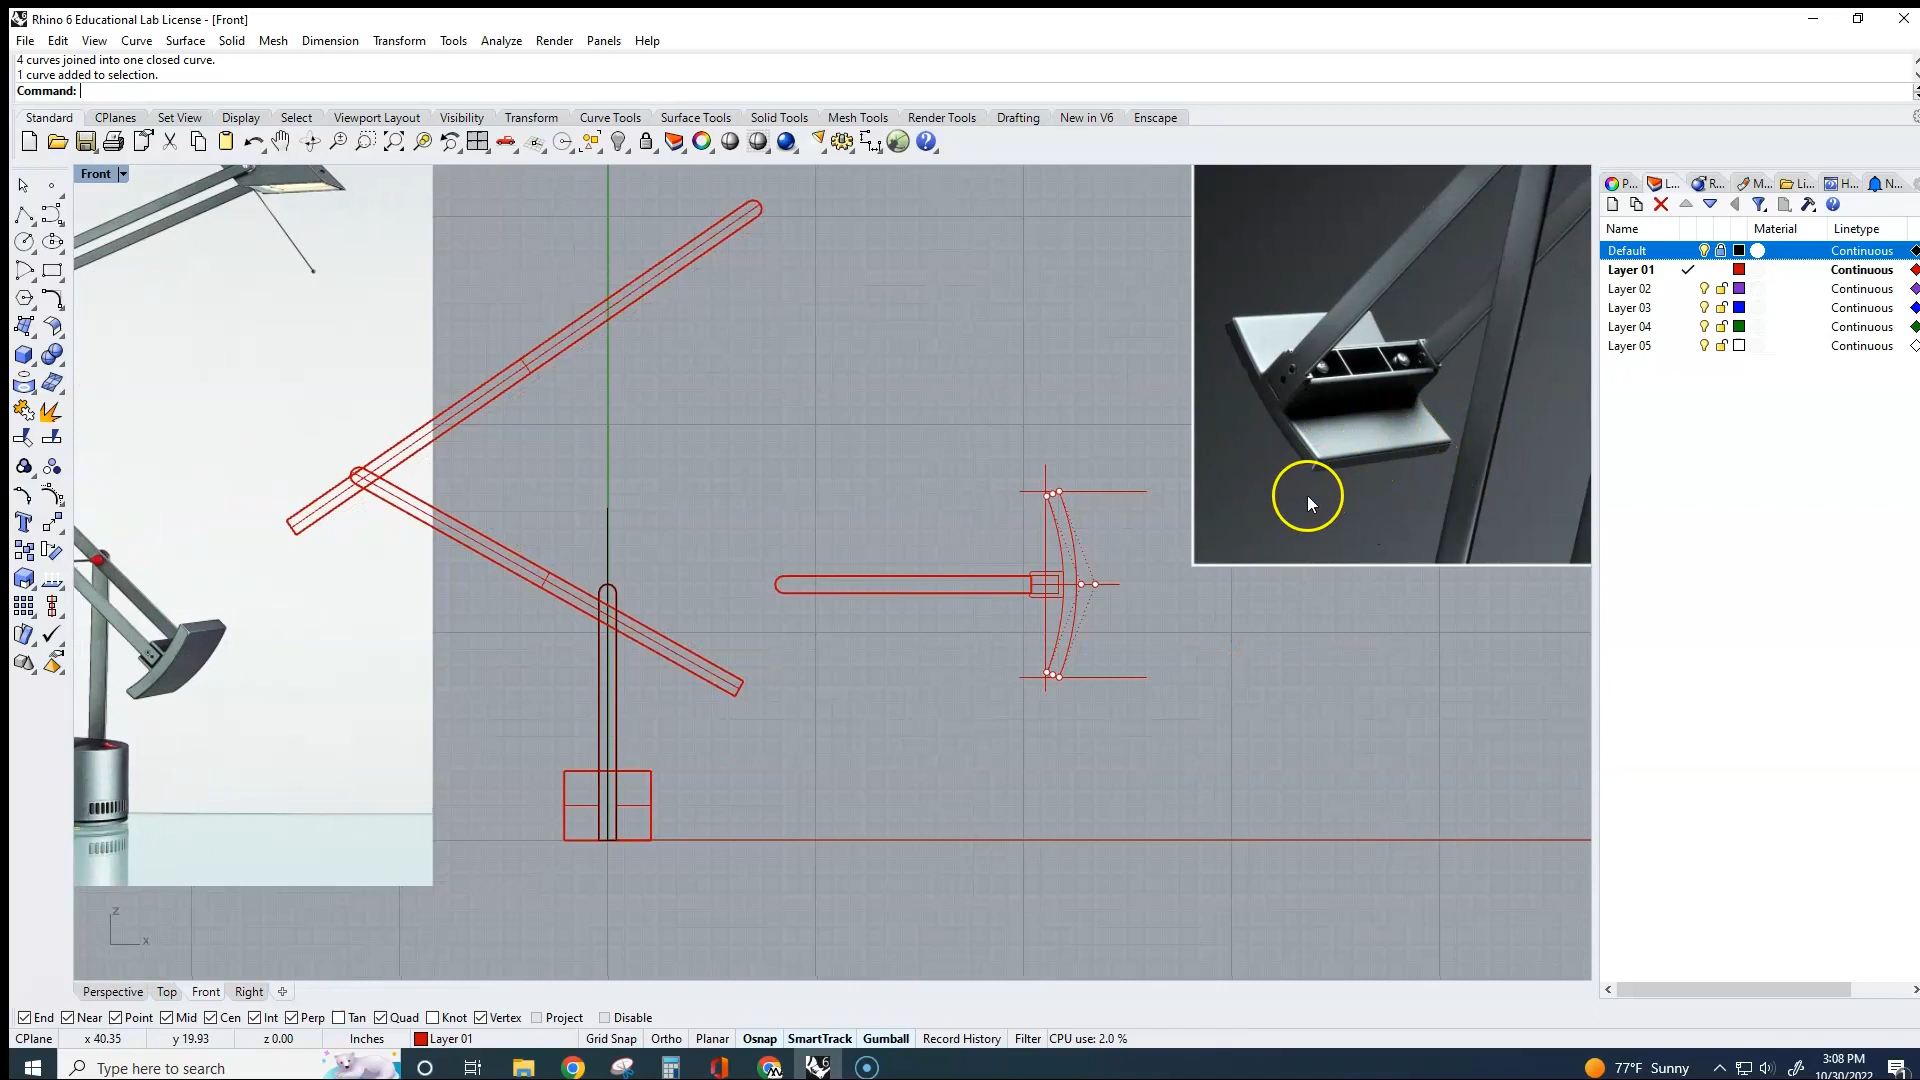 Rhino 6 Educational Lab License - [Front]
File Edit View Curve Surface Solid Mesh Dimension Transform Tools Analyze Render Panels Help
4 curves joined into one closed curve.
1 curve added to selection.
Command:
Standard CPlanes Set View Display Select Viewport Layout Visibility Transform Curve Tools Surface Tools Solid Tools Mesh Tools Render Tools Drafting New in V6 Enscape
Front
P... L... R... M... Li... H... N...
Name Material Linetype
Default Continuous
Layer 01 Continuous
Layer 02 Continuous
Layer 03 Continuous
Layer 04 Continuous
Layer 05 Continuous
z
x
Perspective Top Front Right
End Near Point Mid Cen Int Perp Tan Quad Knot Vertex Project Disable
CPlane x 40.35 y 19.93 z 0.00 Inches Layer 01 Grid Snap Ortho Planar Osnap SmartTrack Gumball Record History Filter CPU use: 2.0 %
Type here to search
77°F Sunny
3:08 PM
10/30/2022